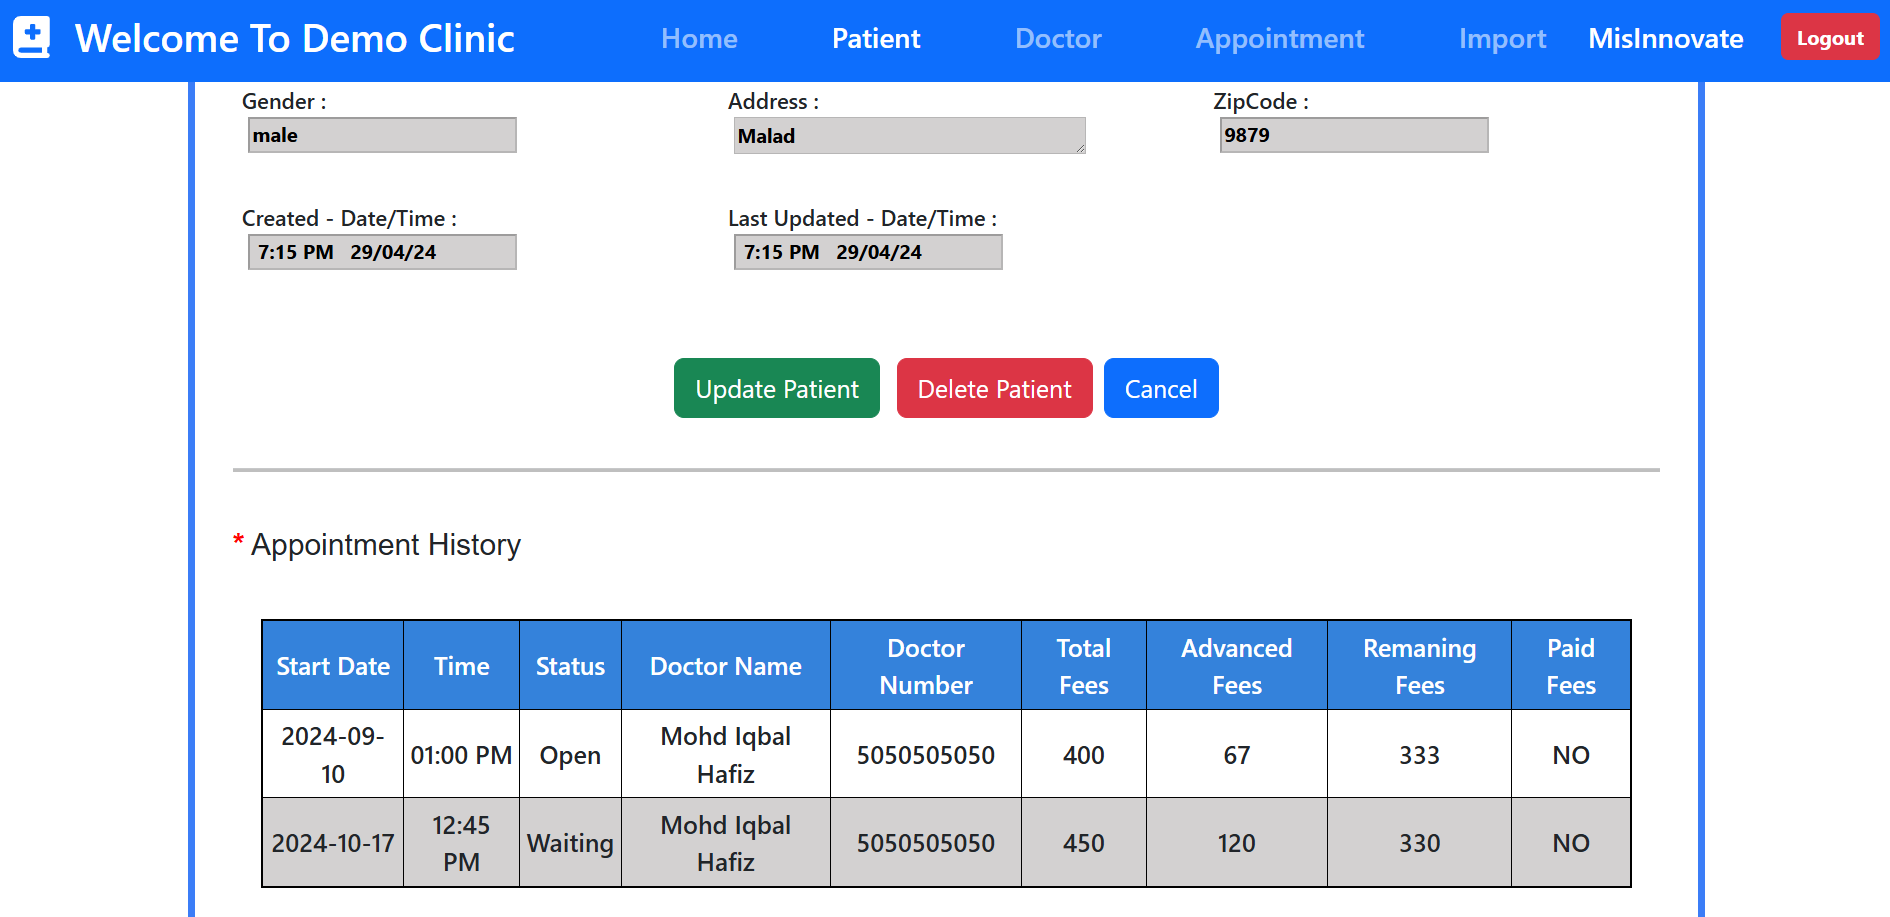 Welcome To Demo Clinic Home Patient Doctor Appointment Import MisInnovate Logout
Gender : Address : ZipCode :
male Malad 9879
Created - Date/Time : Last Updated - Date/Time :
7:15 PM 29/04/24 7:15 PM 29/04/24
Update Patient Delete Patient Cancel
* Appointment History
Start Date Time Status Doctor Name Doctor Number Total Fees Advanced Fees Remaning Fees Paid Fees
2024-09-10 01:00 PM Open Mohd Iqbal Hafiz 5050505050 400 67 333 NO
2024-10-17 12:45 PM Waiting Mohd Iqbal Hafiz 5050505050 450 120 330 NO